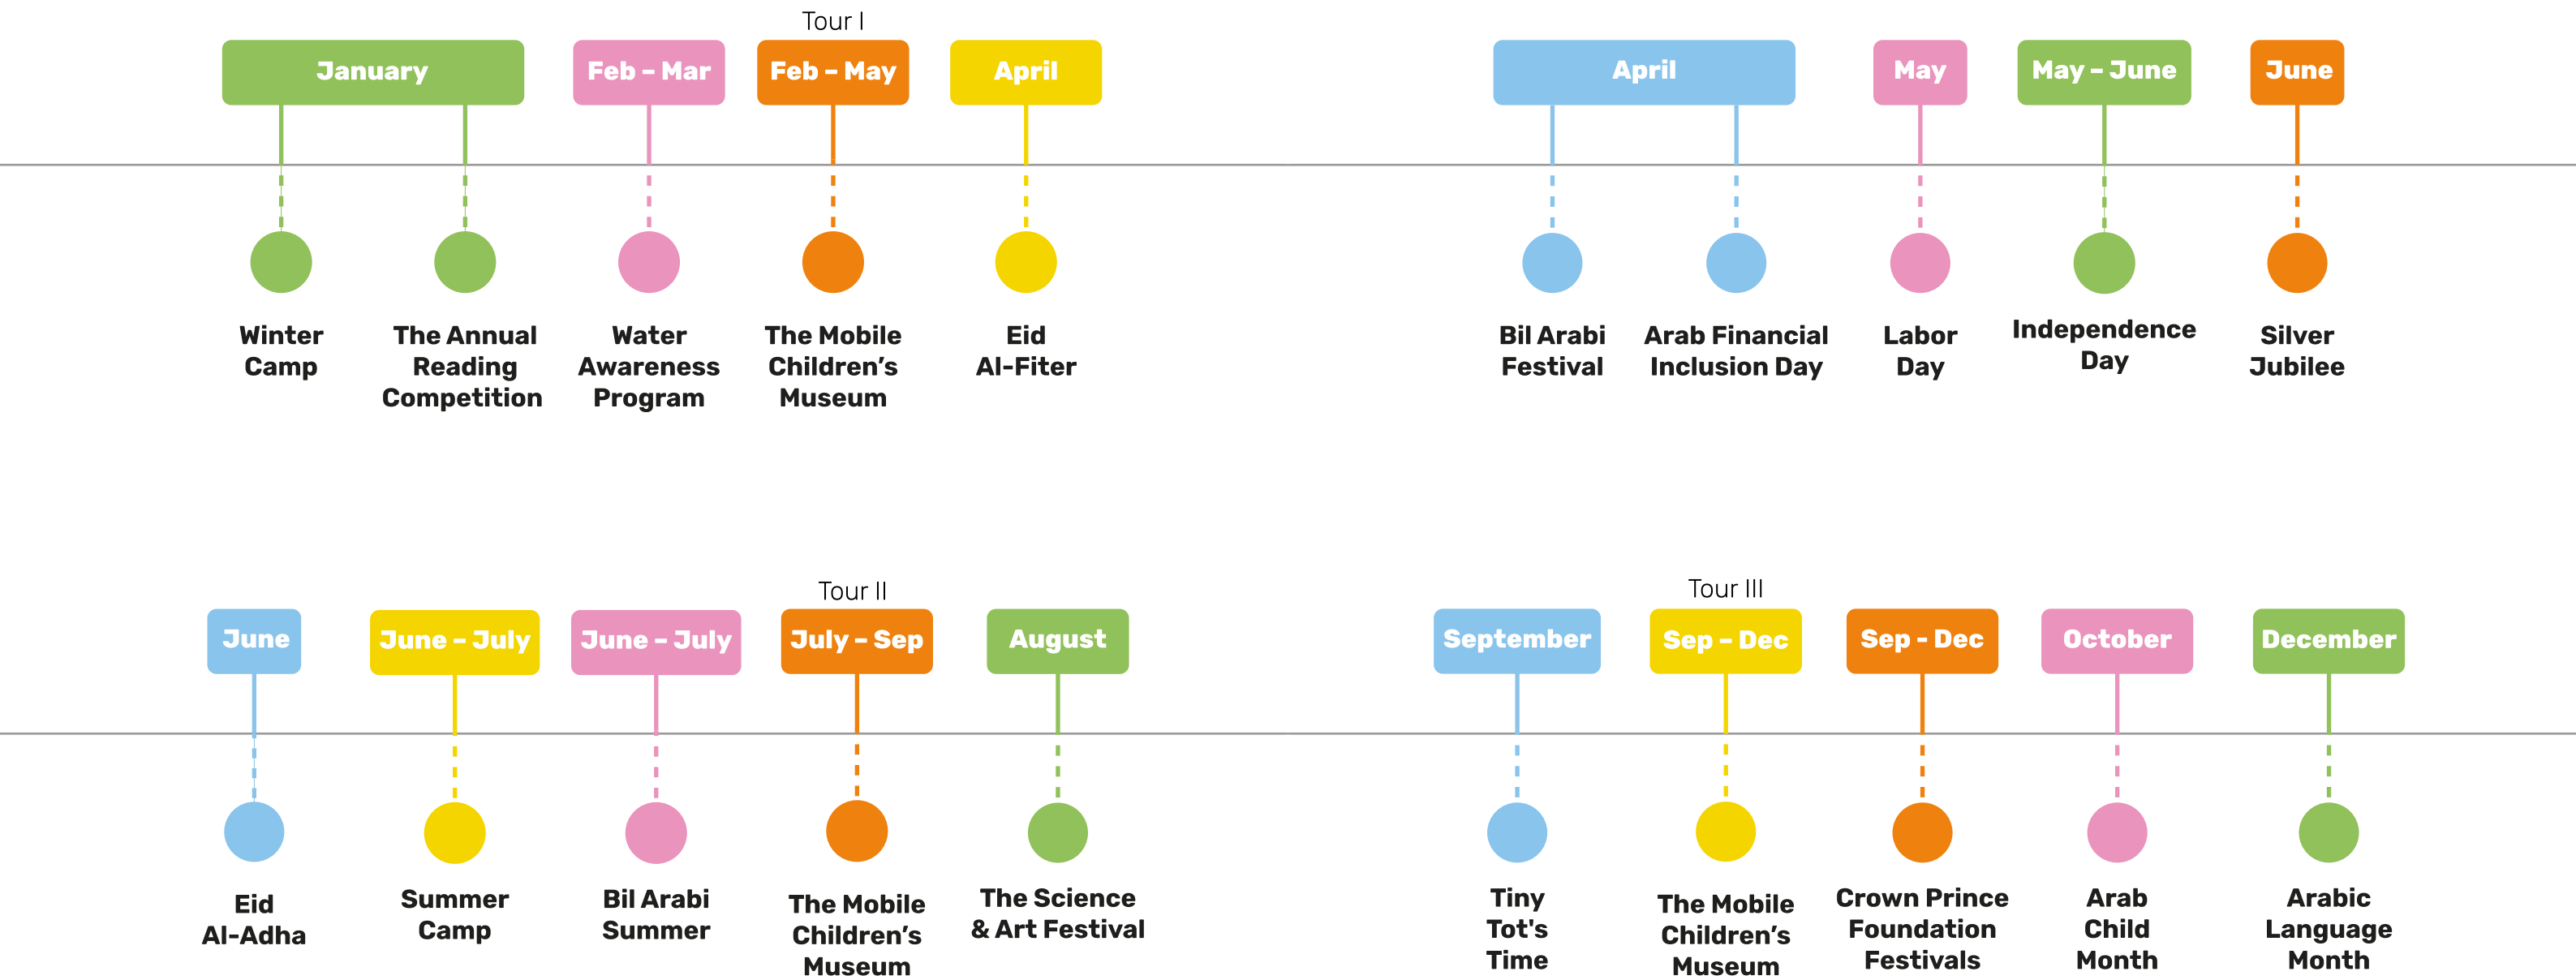 Tour I
January
Feb – Mar
Feb – May
April
April
May
May – June
June
Winter
Camp
The Annual
Reading
Competition
Water
Awareness
Program
The Mobile
Children’s
Museum
Eid
Al-Fiter
Bil Arabi
Festival
Arab Financial
Inclusion Day
Labor
Day
Independence
Day
Silver
Jubilee
Tour II
Tour III
June
June – July
June – July
July – Sep
August
September
Sep – Dec
Sep - Dec
October
December
Eid
Al-Adha
Summer
Camp
Bil Arabi
Summer
The Mobile
Children’s
Museum
The Science
& Art Festival
Tiny
Tot's
Time
The Mobile
Children’s
Museum
Crown Prince
Foundation
Festivals
Arab
Child
Month
Arabic
Language
Month